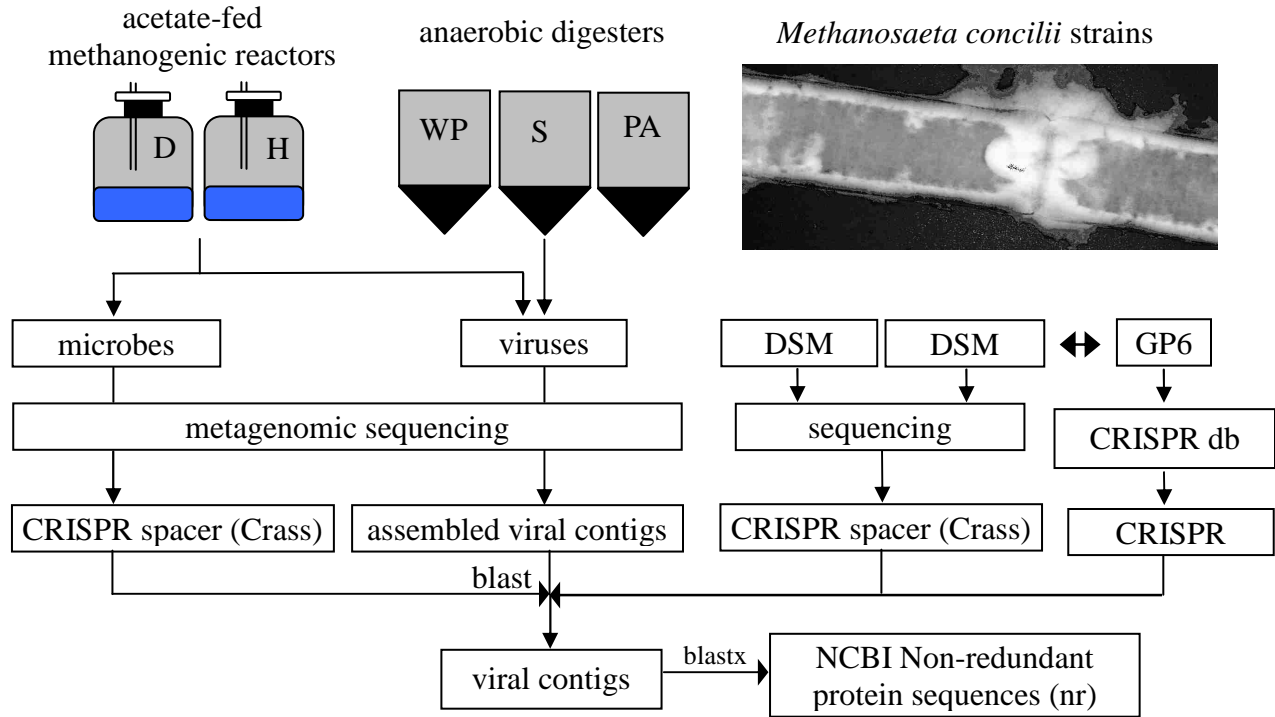 acetate-fed
methanogenic reactors
anaerobic digesters
Methanosaeta concilii strains
D
H
WP
S
PA
microbes
viruses
DSM
DSM
GP6
metagenomic sequencing
sequencing
CRISPR db
CRISPR spacer (Crass)
assembled viral contigs
CRISPR spacer (Crass)
CRISPR
blast
viral contigs
blastx
NCBI Non-redundant
protein sequences (nr)